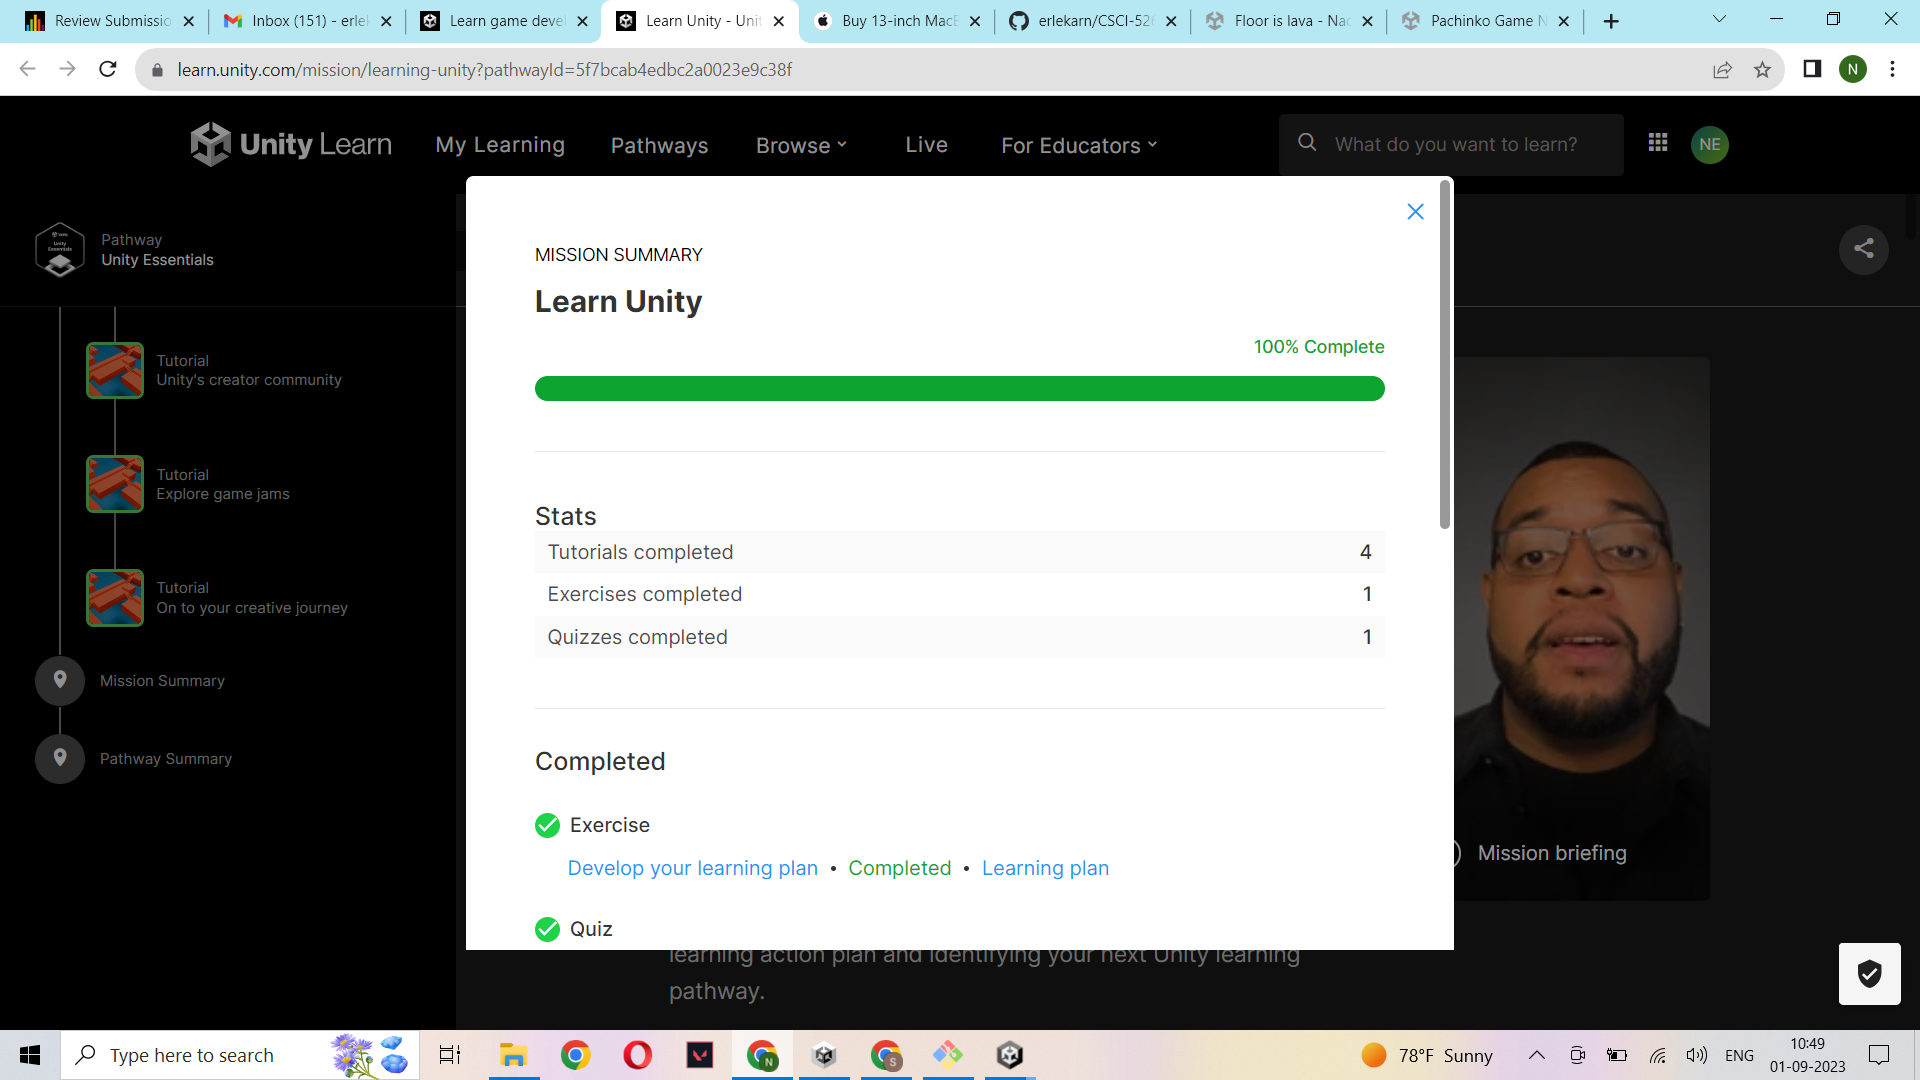 Review Submissio
Inbox (151) - erlek
Learn game devel
Learn Unity - Unit
Buy 13-inch MacB
erlekarn/CSCI-526
Floor is lava - Nac
Pachinko Game N
learn.unity.com/mission/learning-unity?pathwayId=5f7bcab4edbc2a0023e9c38f
N
Unity Learn
My Learning
Pathways
Browse
Live
For Educators
What do you want to learn?
NE
Pathway
Unity Essentials
Tutorial
Unity's creator community
Tutorial
Explore game jams
Tutorial
On to your creative journey
Mission Summary
Pathway Summary
MISSION SUMMARY
Learn Unity
100% Complete
Stats
Tutorials completed 4
Exercises completed 1
Quizzes completed 1
Completed
Exercise
Develop your learning plan • Completed • Learning plan
Quiz
Mission briefing
learning action plan and identifying your next Unity learning
pathway.
Type here to search
N
S
78°F Sunny
ENG
10:49
01-09-2023